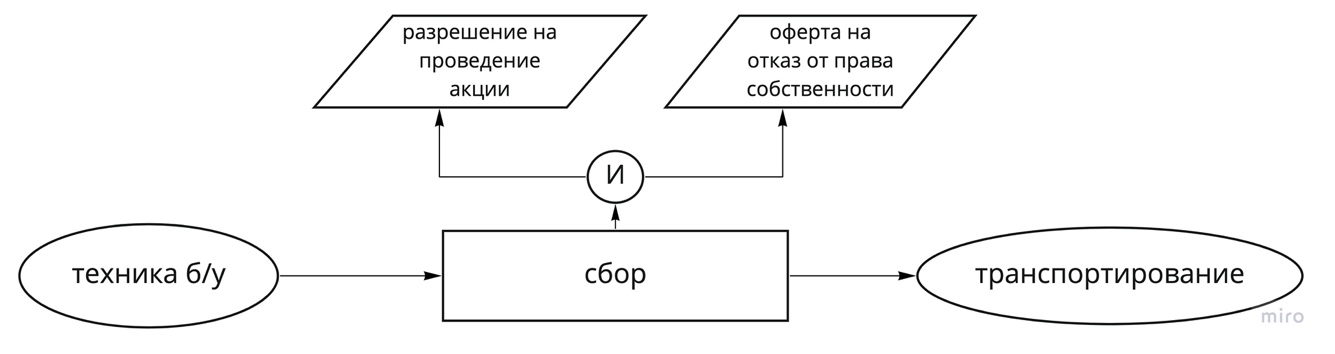 разрешение на
проведение
акции
оферта на
отказ от права
собственности
И
техника б/у
сбор
транспортирование
miro